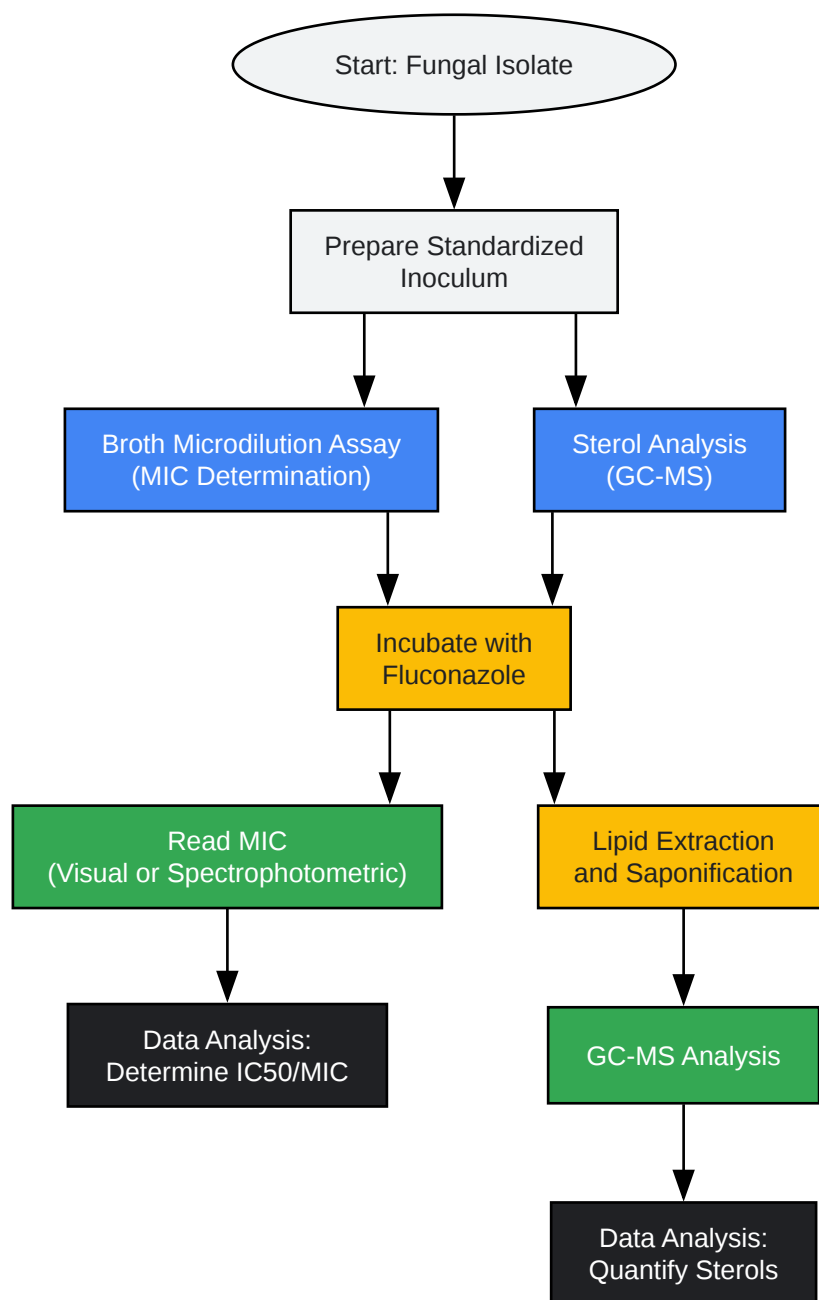 Start: Fungal Isolate
Prepare Standardized
Inoculum
Broth Microdilution Assay
(MIC Determination)
Sterol Analysis
(GC-MS)
Incubate with
Fluconazole
Read MIC
(Visual or Spectrophotometric)
Lipid Extraction
and Saponification
Data Analysis:
Determine IC50/MIC
GC-MS Analysis
Data Analysis:
Quantify Sterols